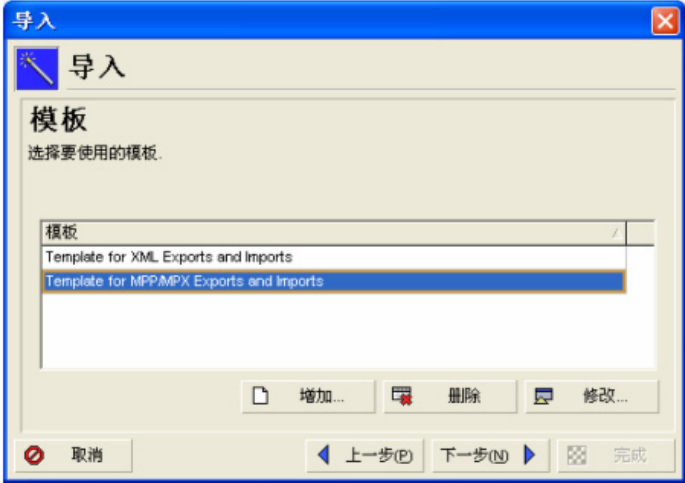 导入
导入
模板
选择要使用的模板.
模板
Template for XML Exports and Imports
Template for MPP/MPX Exports and Imports
增加... 删除 修改...
取消 上一步(P) 下一步(N) 完成